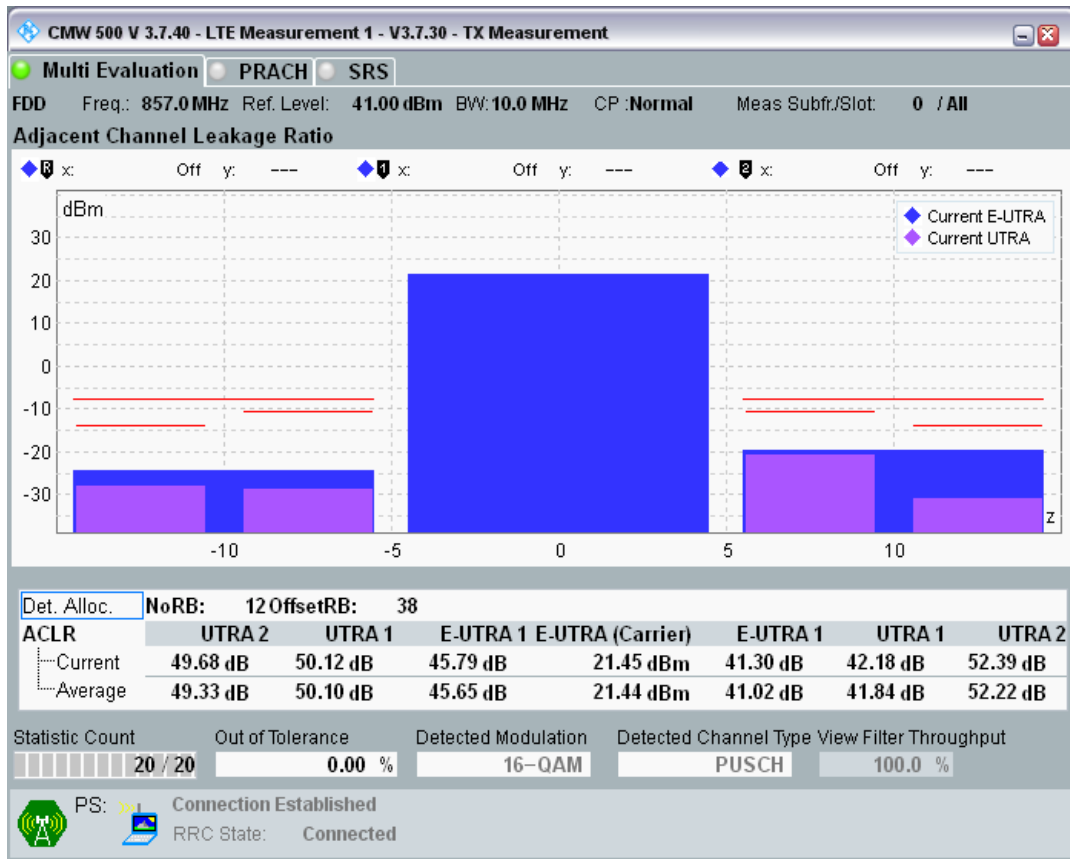 CMW 500 V 3.7.40 - LTE Measurement 1 - V3.7.30 - TX Measurement
Multi Evaluation PRACH SRS
FDD Freq.: 857.0 MHz Ref. Level: 41.00 dBm BW: 10.0 MHz CP :Normal Meas Subfr./Slot: 0 / All
Adjacent Channel Leakage Ratio
R x: Off y: --- 1 x: Off y: --- 2 x: Off y: ---
dBm
Current E-UTRA
Current UTRA
30
20
10
0
-10
-20
-30
z
-10 -5 0 5 10
Det. Alloc. NoRB: 12 OffsetRB: 38
ACLR UTRA 2 UTRA 1 E-UTRA 1 E-UTRA (Carrier) E-UTRA 1 UTRA 1 UTRA 2
Current 49.68 dB 50.12 dB 45.79 dB 21.45 dBm 41.30 dB 42.18 dB 52.39 dB
Average 49.33 dB 50.10 dB 45.65 dB 21.44 dBm 41.02 dB 41.84 dB 52.22 dB
Statistic Count Out of Tolerance Detected Modulation Detected Channel Type View Filter Throughput
20 / 20 0.00 % 16-QAM PUSCH 100.0 %
PS: Connection Established
RRC State: Connected